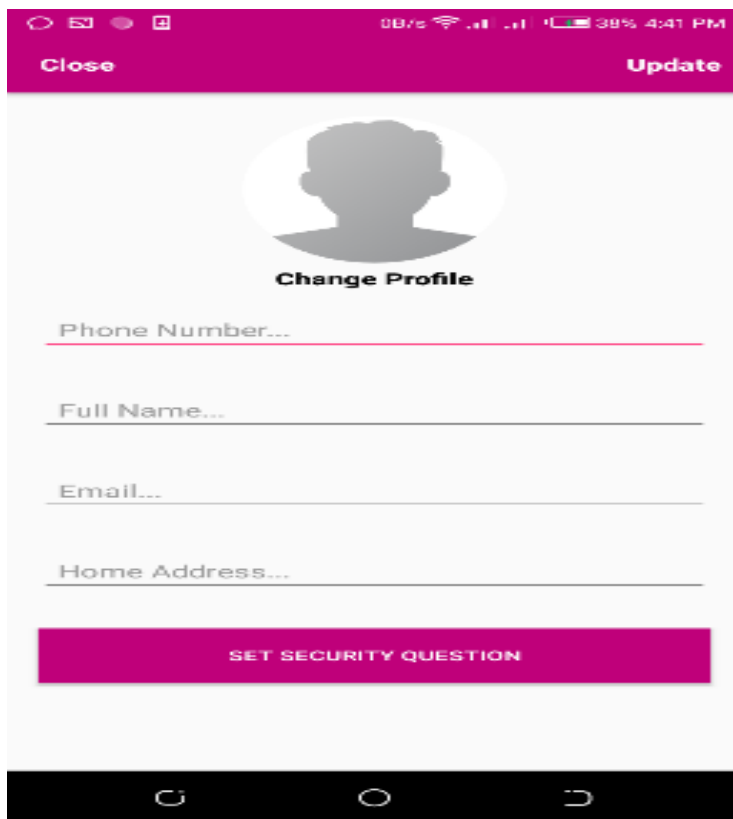 0B/s 38% 4:41 PM
Close Update
Change Profile
Phone Number...
Full Name...
Email...
Home Address...
SET SECURITY QUESTION